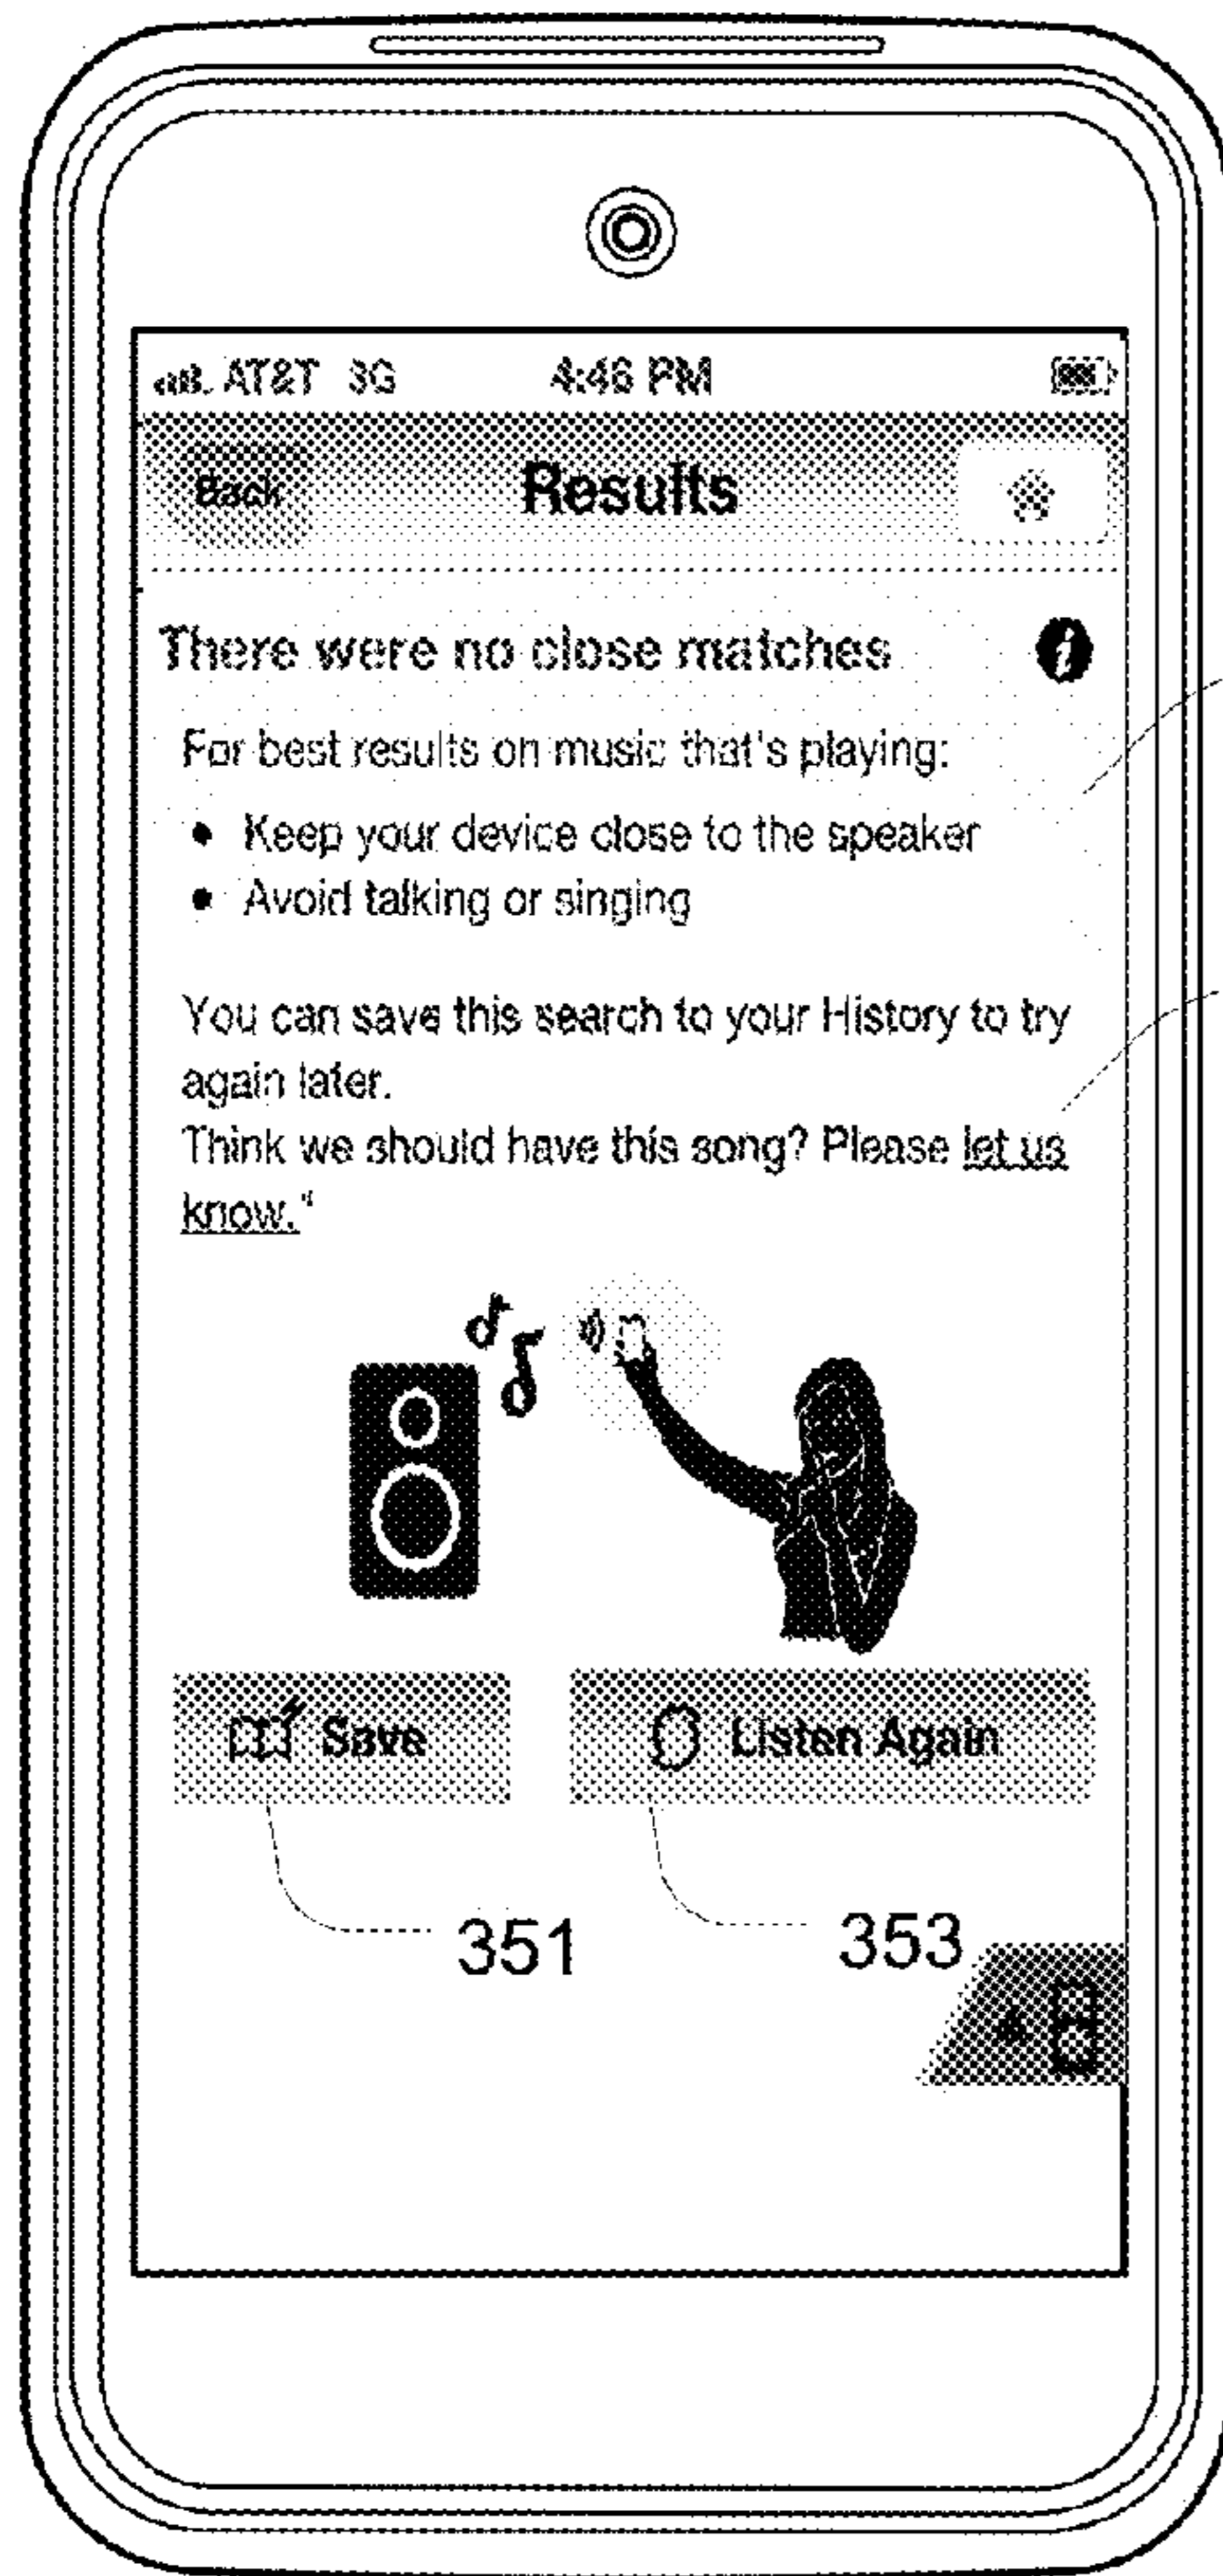 AT&T 3G 4:46 PM
Back Results
There were no close matches
For best results on music that's playing:
• Keep your device close to the speaker
• Avoid talking or singing
You can save this search to your History to try
again later.
Think we should have this song? Please let us
know."
Save Listen Again
351 353